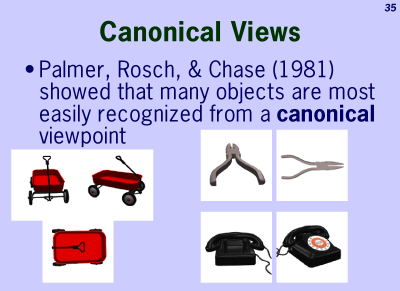 35
Canonical Views
• Palmer, Rosch, & Chase (1981)
showed that many objects are most
easily recognized from a canonical
viewpoint